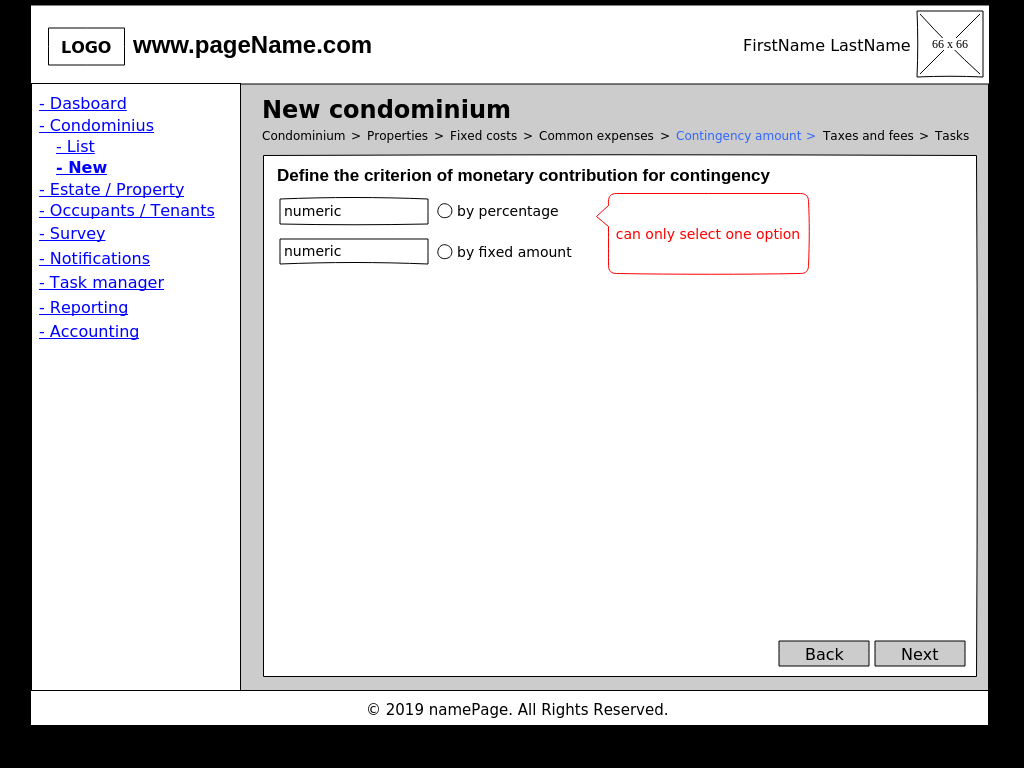 LOGO www.pageName.com
FirstName LastName 66 x 66
- Dasboard
- Condominius
- List
- New
- Estate / Property
- Occupants / Tenants
- Survey
- Notifications
- Task manager
- Reporting
- Accounting
New condominium
Condominium > Properties > Fixed costs > Common expenses > Contingency amount > Taxes and fees > Tasks
Define the criterion of monetary contribution for contingency
numeric by percentage
numeric by fixed amount
can only select one option
Back Next
© 2019 namePage. All Rights Reserved.